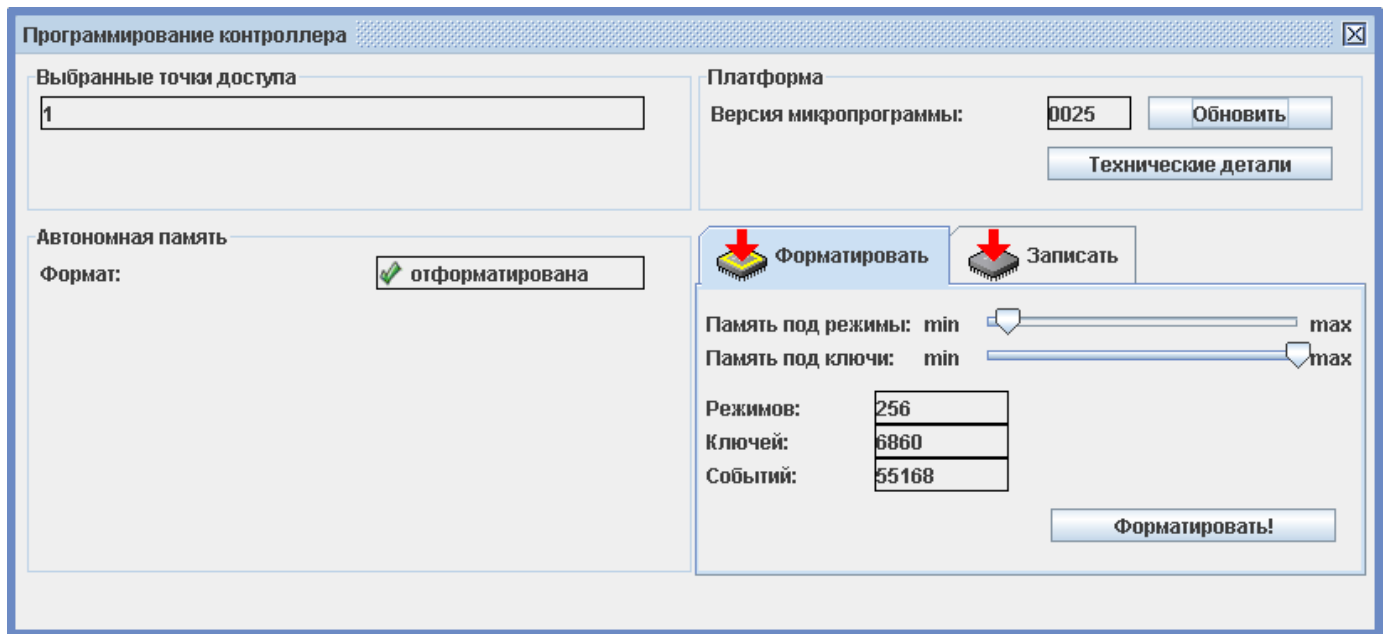 Программирование контроллера
Выбранные точки доступа
1
Платформа
Версия микропрограммы: 0025 Обновить
Технические детали
Автономная память
Формат: отформатирована
Форматировать Записать
Память под режимы: min max
Память под ключи: min max
Режимов: 256
Ключей: 6860
Событий: 55168
Форматировать!